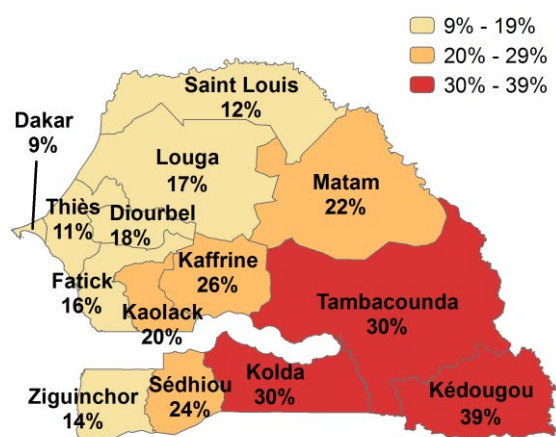 9% - 19%
20% - 29%
30% - 39%
Saint Louis
12%
Dakar
9%
Louga
17%
Matam
22%
Thiès
11%
Diourbel
18%
Kaffrine
26%
Fatick
16%
Kaolack
20%
Tambacounda
30%
Ziguinchor
14%
Sédhiou
24%
Kolda
30%
Kédougou
39%